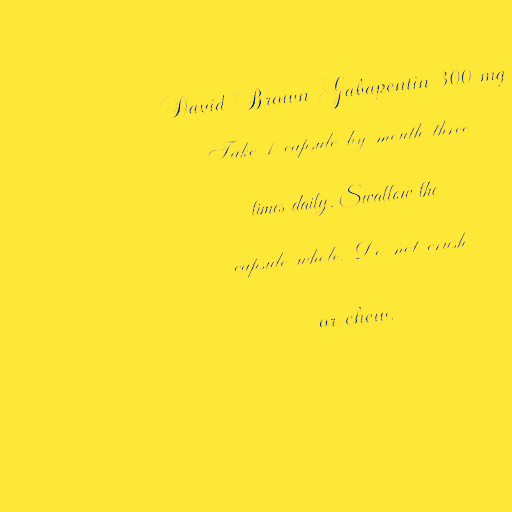 David Brown Gabapentin 300 mg
Take 1 capsule by mouth three
times daily. Swallow the
capsule whole. Do not crush
or chew.